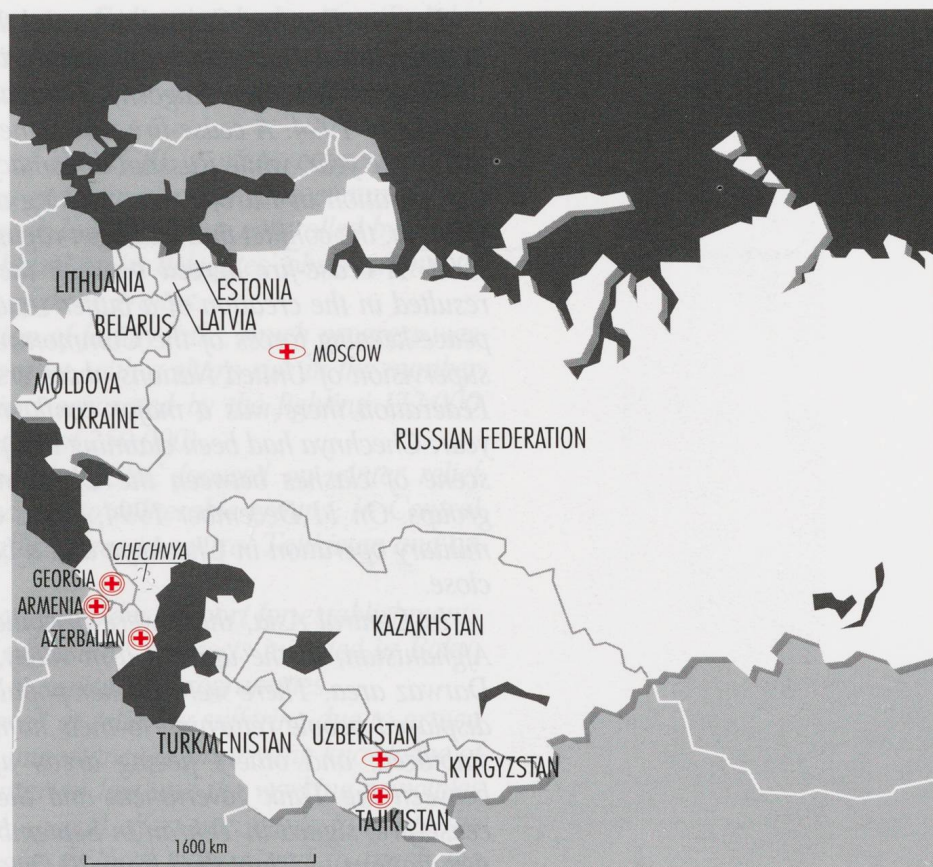 LITHUANIA
ESTONIA
BELARUS
LATVIA
MOSCOW
MOLDOVA
UKRAINE
RUSSIAN FEDERATION
CHECHNYA
GEORGIA
ARMENIA
AZERBAIJAN
KAZAKHSTAN
TURKMENISTAN
UZBEKISTAN
KYRGYZSTAN
TAJIKISTAN
1600 km